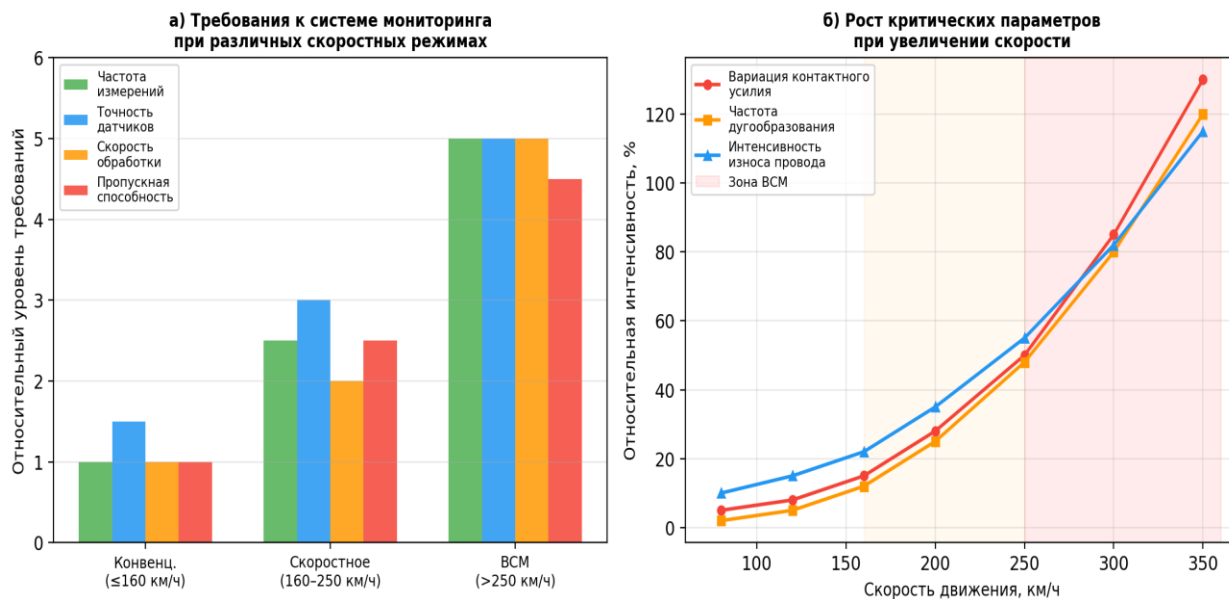 а) Требования к системе мониторинга
при различных скоростных режимах
Относительный уровень требований
6
5
4
3
2
1
0
Частота
измерений
Точность
датчиков
Скорость
обработки
Пропускная
способность
Конвенц.
(≤160 км/ч)
Скоростное
(160–250 км/ч)
ВСМ
(>250 км/ч)
б) Рост критических параметров
при увеличении скорости
Относительная интенсивность, %
120
100
80
60
40
20
0
Вариация контактного
усилия
Частота
дугообразования
Интенсивность
износа провода
Зона ВСМ
100
150
200
250
300
350
Скорость движения, км/ч